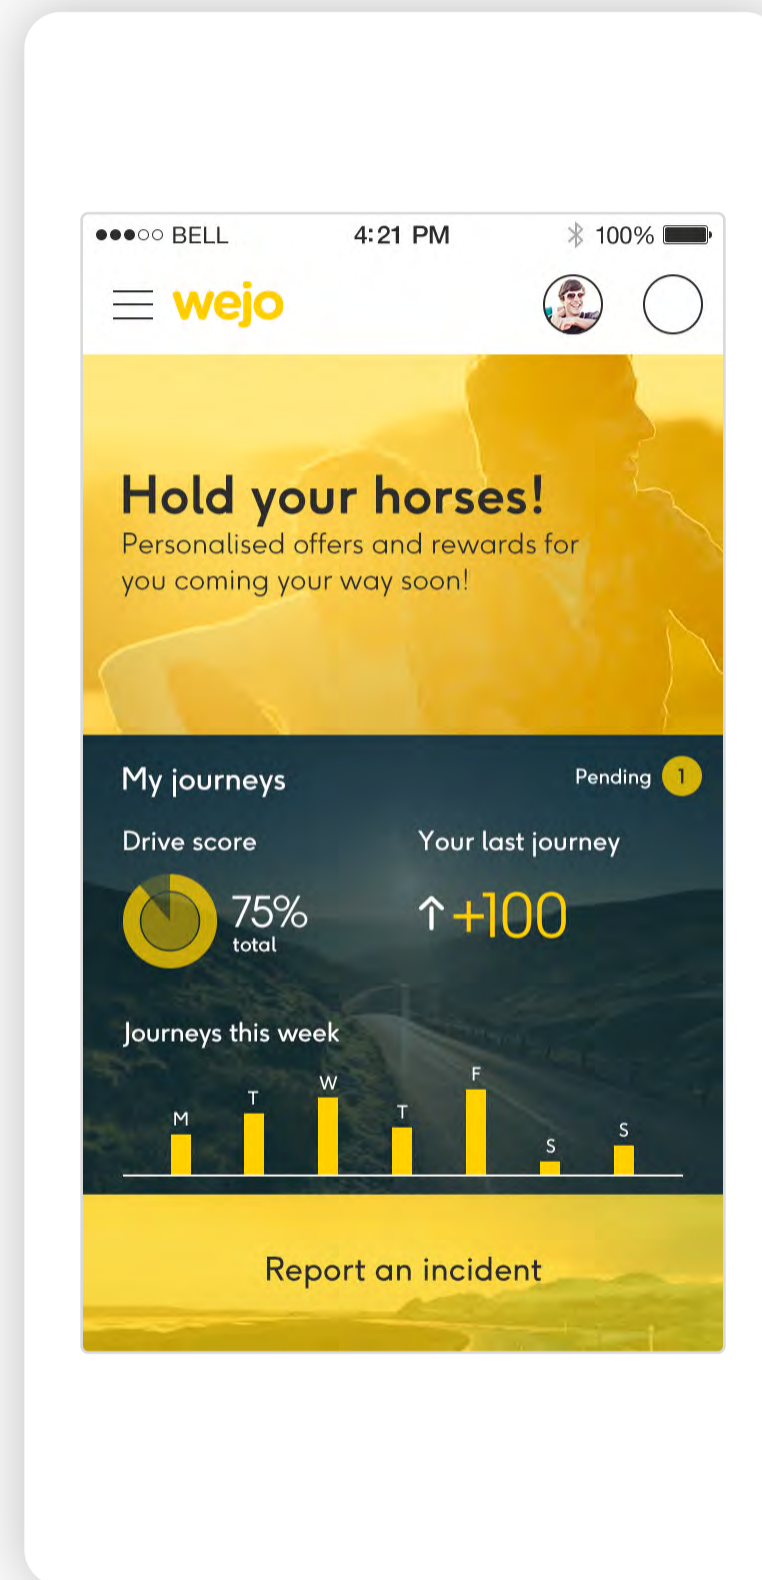 BELL 4:21 PM 100%
wejo
Hold your horses!
Personalised offers and rewards for
you coming your way soon!
My journeys Pending 1
Drive score Your last journey
75% +100
total
Journeys this week
M T W T F S S
Report an incident